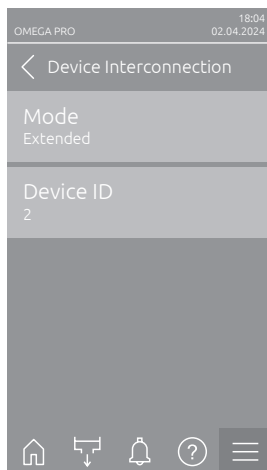 18:04
OMEGA PRO 02.04.2024
Device Interconnection
Mode
Extended
Device ID
2
?